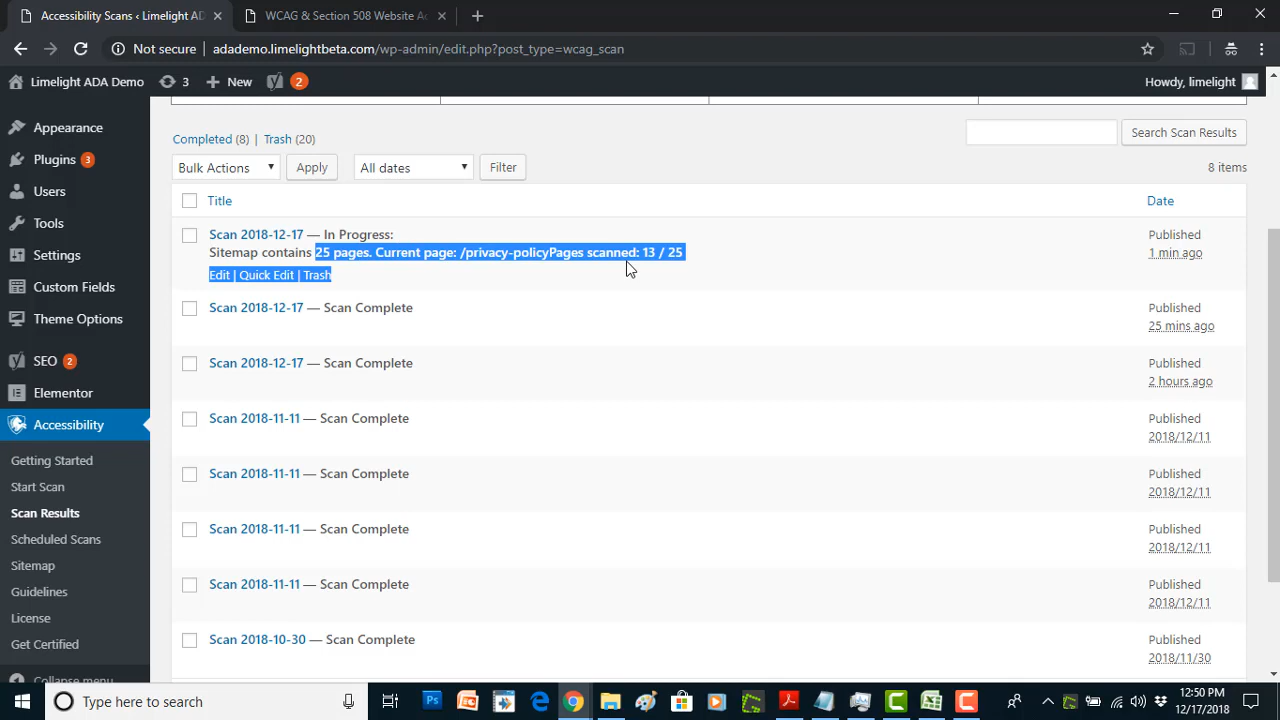 Accessibility Scans ‹ Limelight AD
WCAG & Section 508 Website Ac
Not secure
adademo.limelightbeta.com/wp-admin/edit.php?post_type=wcag_scan
Limelight ADA Demo
3
New
2
Howdy, limelight
Appearance
Plugins 3
Users
Tools
Settings
Custom Fields
Theme Options
SEO 2
Elementor
Accessibility
Getting Started
Start Scan
Scan Results
Scheduled Scans
Sitemap
Guidelines
License
Get Certified
Collapse menu
Completed (8) | Trash (20)
Search Scan Results
Bulk Actions
Apply
All dates
Filter
8 items
Title
Date
Scan 2018-12-17 — In Progress:
Sitemap contains 25 pages. Current page: /privacy-policyPages scanned: 13 / 25
Edit | Quick Edit | Trash
Published
1 min ago
Scan 2018-12-17 — Scan Complete
Published
25 mins ago
Scan 2018-12-17 — Scan Complete
Published
2 hours ago
Scan 2018-11-11 — Scan Complete
Published
2018/12/11
Scan 2018-11-11 — Scan Complete
Published
2018/12/11
Scan 2018-11-11 — Scan Complete
Published
2018/12/11
Scan 2018-11-11 — Scan Complete
Published
2018/12/11
Scan 2018-10-30 — Scan Complete
Published
2018/11/30
Type here to search
12:50 PM
12/17/2018